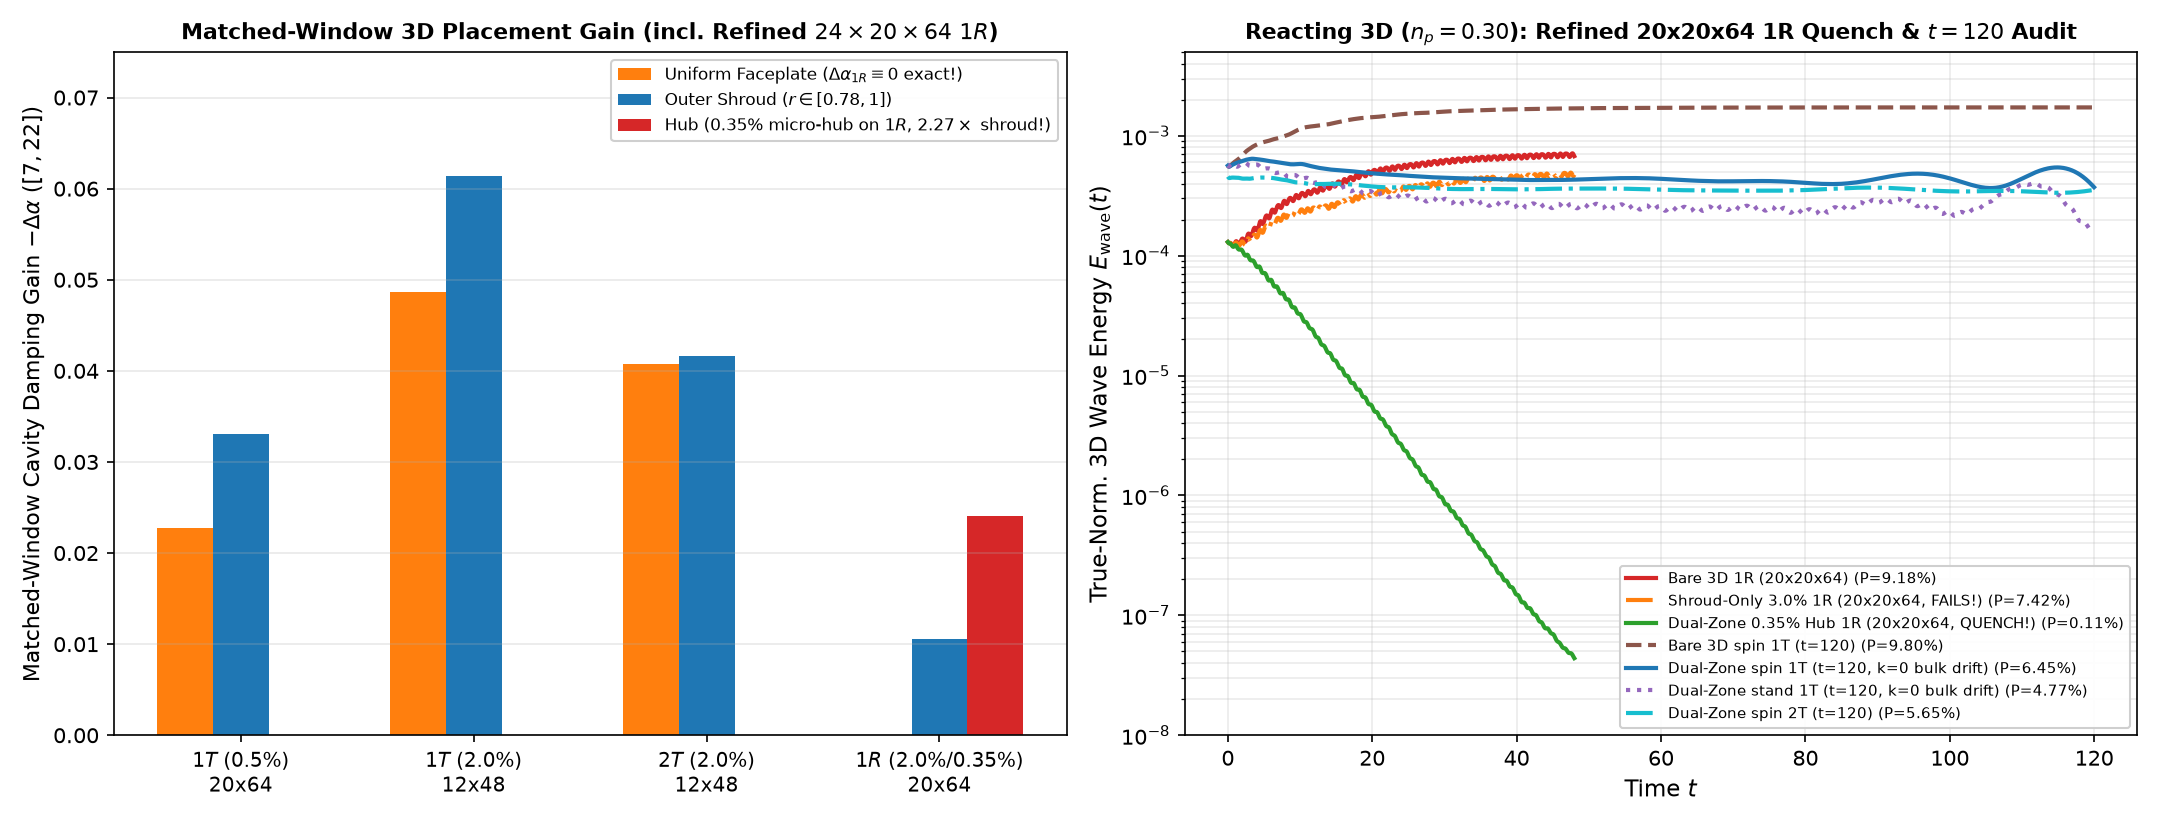 Matched-Window 3D Placement Gain (incl. Refined 24 × 20 × 64 1R)
Matched-Window Cavity Damping Gain −Δα ([7, 22])
0.07
0.06
0.05
0.04
0.03
0.02
0.01
0.00
Uniform Faceplate (Δα1R ≡ 0 exact!)
Outer Shroud (r ∈ [0.78, 1])
Hub (0.35% micro-hub on 1R, 2.27 × shroud!)
1T (0.5%)
20x64
1T (2.0%)
12x48
2T (2.0%)
12x48
1R (2.0%/0.35%)
20x64
Reacting 3D (np = 0.30): Refined 20x20x64 1R Quench & t = 120 Audit
True-Norm. 3D Wave Energy Ewave(t)
10−3
10−4
10−5
10−6
10−7
10−8
Bare 3D 1R (20x20x64) (P=9.18%)
Shroud-Only 3.0% 1R (20x20x64, FAILS!) (P=7.42%)
Dual-Zone 0.35% Hub 1R (20x20x64, QUENCH!) (P=0.11%)
Bare 3D spin 1T (t=120) (P=9.80%)
Dual-Zone spin 1T (t=120, k=0 bulk drift) (P=6.45%)
Dual-Zone stand 1T (t=120, k=0 bulk drift) (P=4.77%)
Dual-Zone spin 2T (t=120) (P=5.65%)
0 20 40 60 80 100 120
Time t